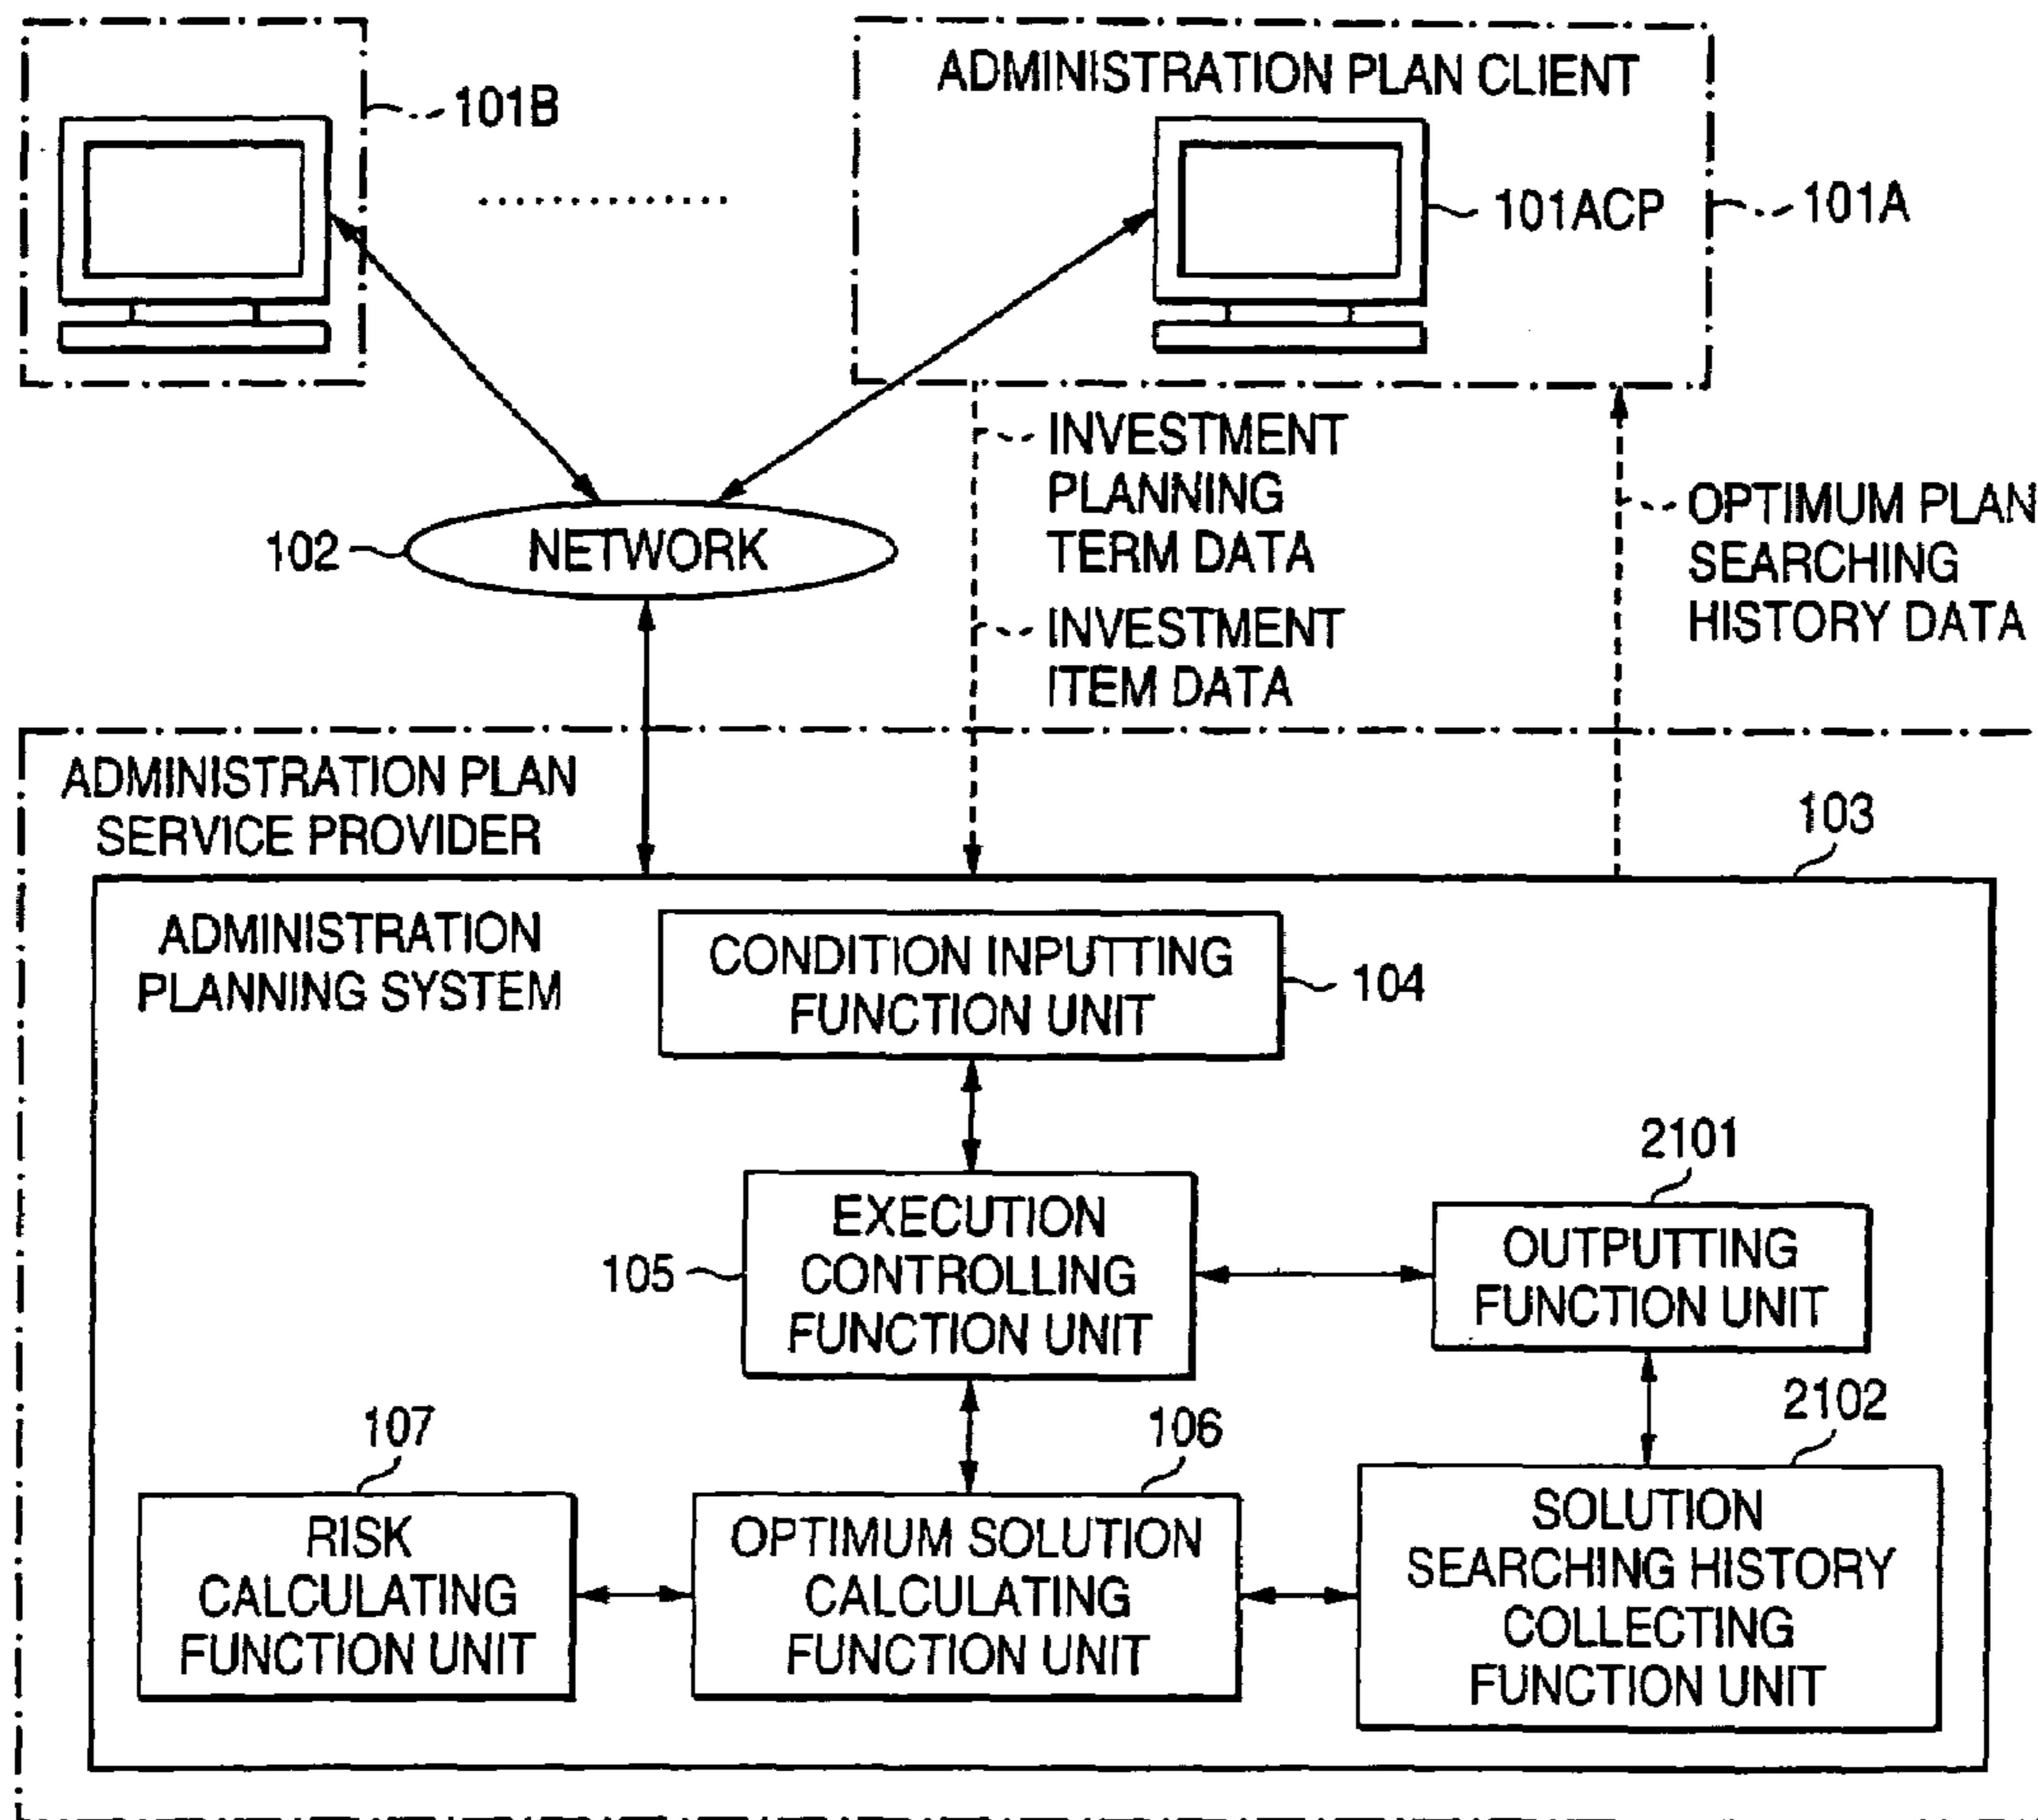 101B
ADMINISTRATION PLAN CLIENT
101ACP
101A
102
NETWORK
INVESTMENT
PLANNING
TERM DATA
INVESTMENT
ITEM DATA
OPTIMUM PLAN
SEARCHING
HISTORY DATA
ADMINISTRATION PLAN
SERVICE PROVIDER
103
ADMINISTRATION
PLANNING SYSTEM
CONDITION INPUTTING
FUNCTION UNIT
104
105
EXECUTION
CONTROLLING
FUNCTION UNIT
2101
OUTPUTTING
FUNCTION UNIT
107
RISK
CALCULATING
FUNCTION UNIT
106
OPTIMUM SOLUTION
CALCULATING
FUNCTION UNIT
2102
SOLUTION
SEARCHING HISTORY
COLLECTING
FUNCTION UNIT